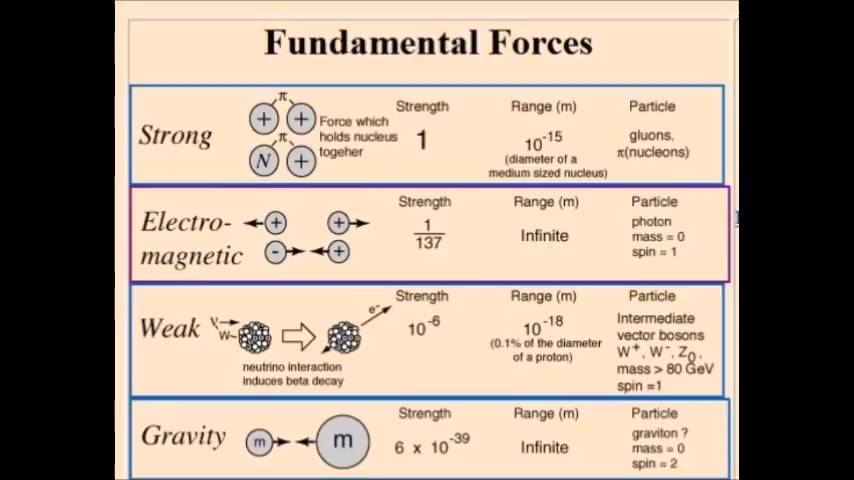 Fundamental Forces
Strong
π
+ +
π
N +
Force which
holds nucleus
togeher
Strength
1
Range (m)
10^-15
(diameter of a
medium sized nucleus)
Particle
gluons,
π(nucleons)
Electro-
magnetic
+ +
- +
Strength
1
137
Range (m)
Infinite
Particle
photon
mass = 0
spin = 1
Weak
ν
W
e-
neutrino interaction
induces beta decay
Strength
10^-6
Range (m)
10^-18
(0.1% of the diameter
of a proton)
Particle
Intermediate
vector bosons
W+, W-, Z0,
mass > 80 GeV
spin =1
Gravity
m m
Strength
6 x 10^-39
Range (m)
Infinite
Particle
graviton ?
mass = 0
spin = 2